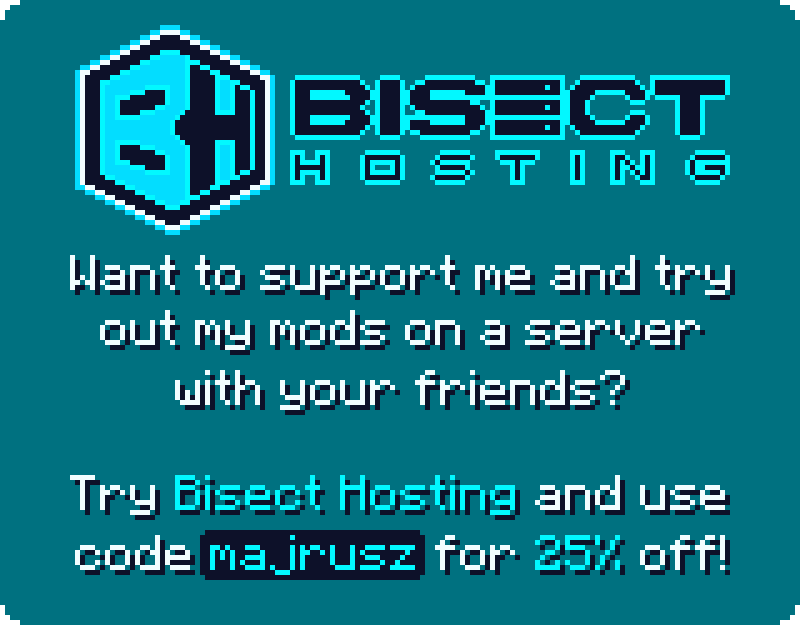 BH
BISECT
HOSTING
Want to support me and try
out my mods on a server
with your friends?
Try Bisect Hosting and use
code majrusz for 25% off!